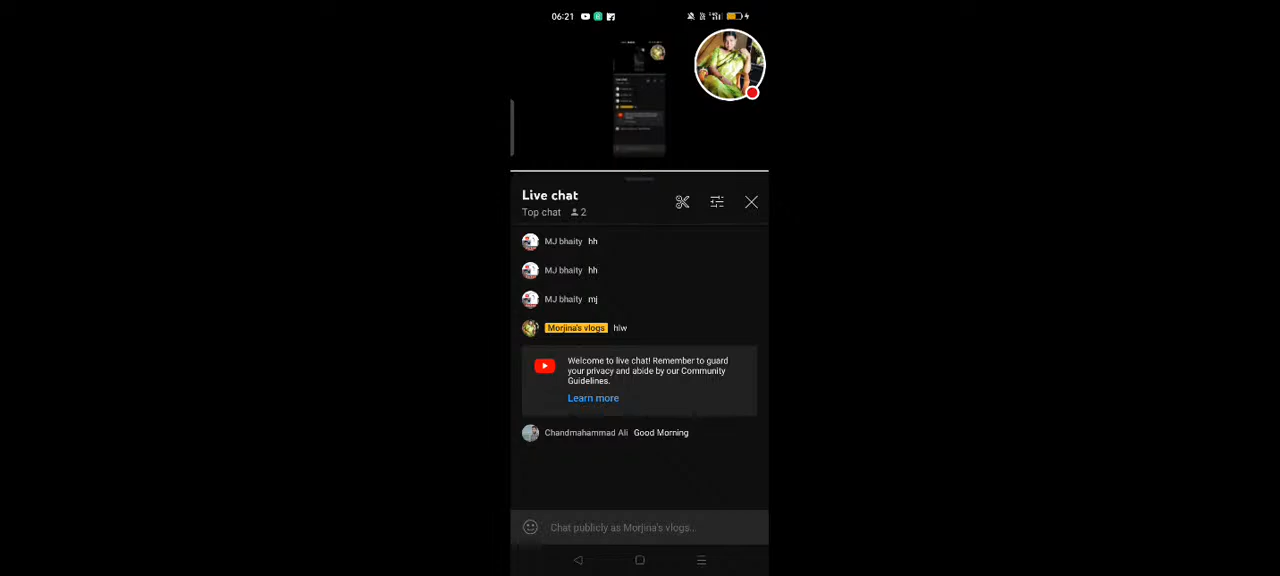 06:21
Live chat
Top chat 2
MJ bhaity hh
MJ bhaity hh
MJ bhaity mj
Morjina's vlogs hlw
Welcome to live chat! Remember to guard
your privacy and abide by our Community
Guidelines.
Learn more
Chandmahammad Ali Good Morning
Chat publicly as Morjina's vlogs...